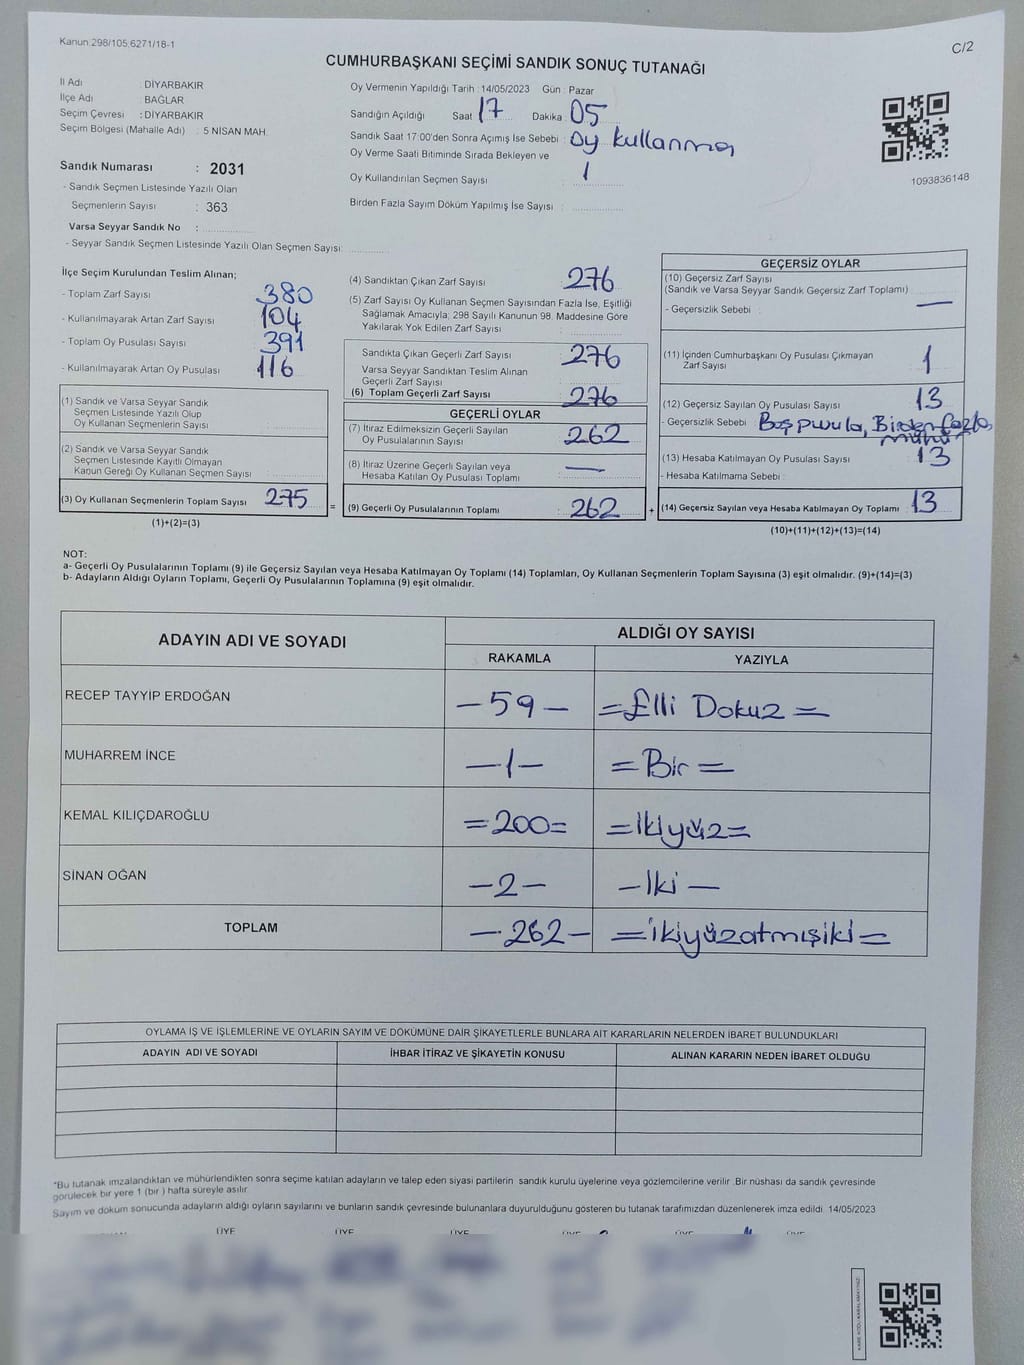 Kanun 298/105,6271/18-1
C/2
CUMHURBAŞKANI SEÇİMİ SANDIK SONUÇ TUTANAĞI
İl Adı : DİYARBAKIR
İlçe Adı : BAĞLAR
Seçim Çevresi : DİYARBAKIR
Seçim Bölgesi (Mahalle Adı) : 5 NİSAN MAH.
Sandık Numarası : 2031
- Sandık Seçmen Listesinde Yazılı Olan
Seçmenlerin Sayısı : 363
Varsa Seyyar Sandık No :
- Seyyar Sandık Seçmen Listesinde Yazılı Olan Seçmen Sayısı:
Oy Vermenin Yapıldığı Tarih : 14/05/2023 Gün : Pazar
Sandığın Açıldığı Saat 17 Dakika : 05
Sandık Saat 17:00'den Sonra Açımış İse Sebebi : Oy kullanma
Oy Verme Saati Bitiminde Sırada Bekleyen ve
Oy Kullandırılan Seçmen Sayısı : 1
Birden Fazla Sayım Döküm Yapılmış İse Sayısı :
1093836148
İlçe Seçim Kurulundan Teslim Alınan;
- Toplam Zarf Sayısı : 380
- Kullanılmayarak Artan Zarf Sayısı : 104
- Toplam Oy Pusulası Sayısı : 391
- Kullanılmayarak Artan Oy Pusulası : 116
(1) Sandık ve Varsa Seyyar Sandık
Seçmen Listesinde Yazılı Olup
Oy Kullanan Seçmenlerin Sayısı :
(2) Sandık ve Varsa Seyyar Sandık
Seçmen Listesinde Kayıtlı Olmayan
Kanun Gereği Oy Kullanan Seçmen Sayısı :
(3) Oy Kullanan Seçmenlerin Toplam Sayısı : 275
(1)+(2)=(3)
(4) Sandıktan Çıkan Zarf Sayısı : 276
(5) Zarf Sayısı Oy Kullanan Seçmen Sayısından Fazla İse, Eşitliği
Sağlamak Amacıyla; 298 Sayılı Kanunun 98. Maddesine Göre
Yakılarak Yok Edilen Zarf Sayısı :
Sandıkta Çıkan Geçerli Zarf Sayısı : 276
Varsa Seyyar Sandıktan Teslim Alınan
Geçerli Zarf Sayısı :
(6) Toplam Geçerli Zarf Sayısı : 276
GEÇERLİ OYLAR
(7) İtiraz Edilmeksizin Geçerli Sayılan
Oy Pusulalarının Sayısı : 262
(8) İtiraz Üzerine Geçerli Sayılan veya
Hesaba Katılan Oy Pusulası Toplamı : —
= (9) Geçerli Oy Pusulalarının Toplamı : 262
GEÇERSİZ OYLAR
(10) Geçersiz Zarf Sayısı
(Sandık ve Varsa Seyyar Sandık Geçersiz Zarf Toplamı) : —
- Geçersizlik Sebebi :
(11) İçinden Cumhurbaşkanı Oy Pusulası Çıkmayan
Zarf Sayısı : 1
(12) Geçersiz Sayılan Oy Pusulası Sayısı : 13
- Geçersizlik Sebebi : Boş pusula, Birden fazla
mühür
(13) Hesaba Katılmayan Oy Pusulası Sayısı : 13
- Hesaba Katılmama Sebebi :
+ (14) Geçersiz Sayılan veya Hesaba Katılmayan Oy Toplamı : 13
(10)+(11)+(12)+(13)=(14)
NOT:
a- Geçerli Oy Pusulalarının Toplamı (9) ile Geçersiz Sayılan veya Hesaba Katılmayan Oy Toplamı (14) Toplamları, Oy Kullanan Seçmenlerin Toplam Sayısına (3) eşit olmalıdır. (9)+(14)=(3)
b- Adayların Aldığı Oyların Toplamı, Geçerli Oy Pusulalarının Toplamına (9) eşit olmalıdır.
ADAYIN ADI VE SOYADI ALDIĞI OY SAYISI
RAKAMLA YAZIYLA
RECEP TAYYİP ERDOĞAN —59— =Elli Dokuz=
MUHARREM İNCE —1— =Bir=
KEMAL KILIÇDAROĞLU =200= =ikiyüz=
SİNAN OĞAN —2— —İki—
TOPLAM —262— =ikiyüzatmışiki=
OYLAMA İŞ VE İŞLEMLERİNE VE OYLARIN SAYIM VE DÖKÜMÜNE DAİR ŞİKAYETLERLE BUNLARA AİT KARARLARIN NELERDEN İBARET BULUNDUKLARI
ADAYIN ADI VE SOYADI İHBAR İTİRAZ VE ŞİKAYETİN KONUSU ALINAN KARARIN NEDEN İBARET OLDUĞU
*Bu tutanak imzalandıktan ve mühürlendikten sonra seçime katılan adayların ve talep eden siyasi partilerin sandık kurulu üyelerine veya gözlemcilerine verilir. Bir nüshası da sandık çevresinde
görülecek bir yere 1 (bir ) hafta süreyle asılır.
Sayım ve döküm sonucunda adayların aldığı oyların sayılarını ve bunların sandık çevresinde bulunanlara duyurulduğunu gösteren bu tutanak tarafımızdan düzenlenerek imza edildi. 14/05/2023
ÜYE ÜYE ÜYE ÜYE ÜYE ÜYE